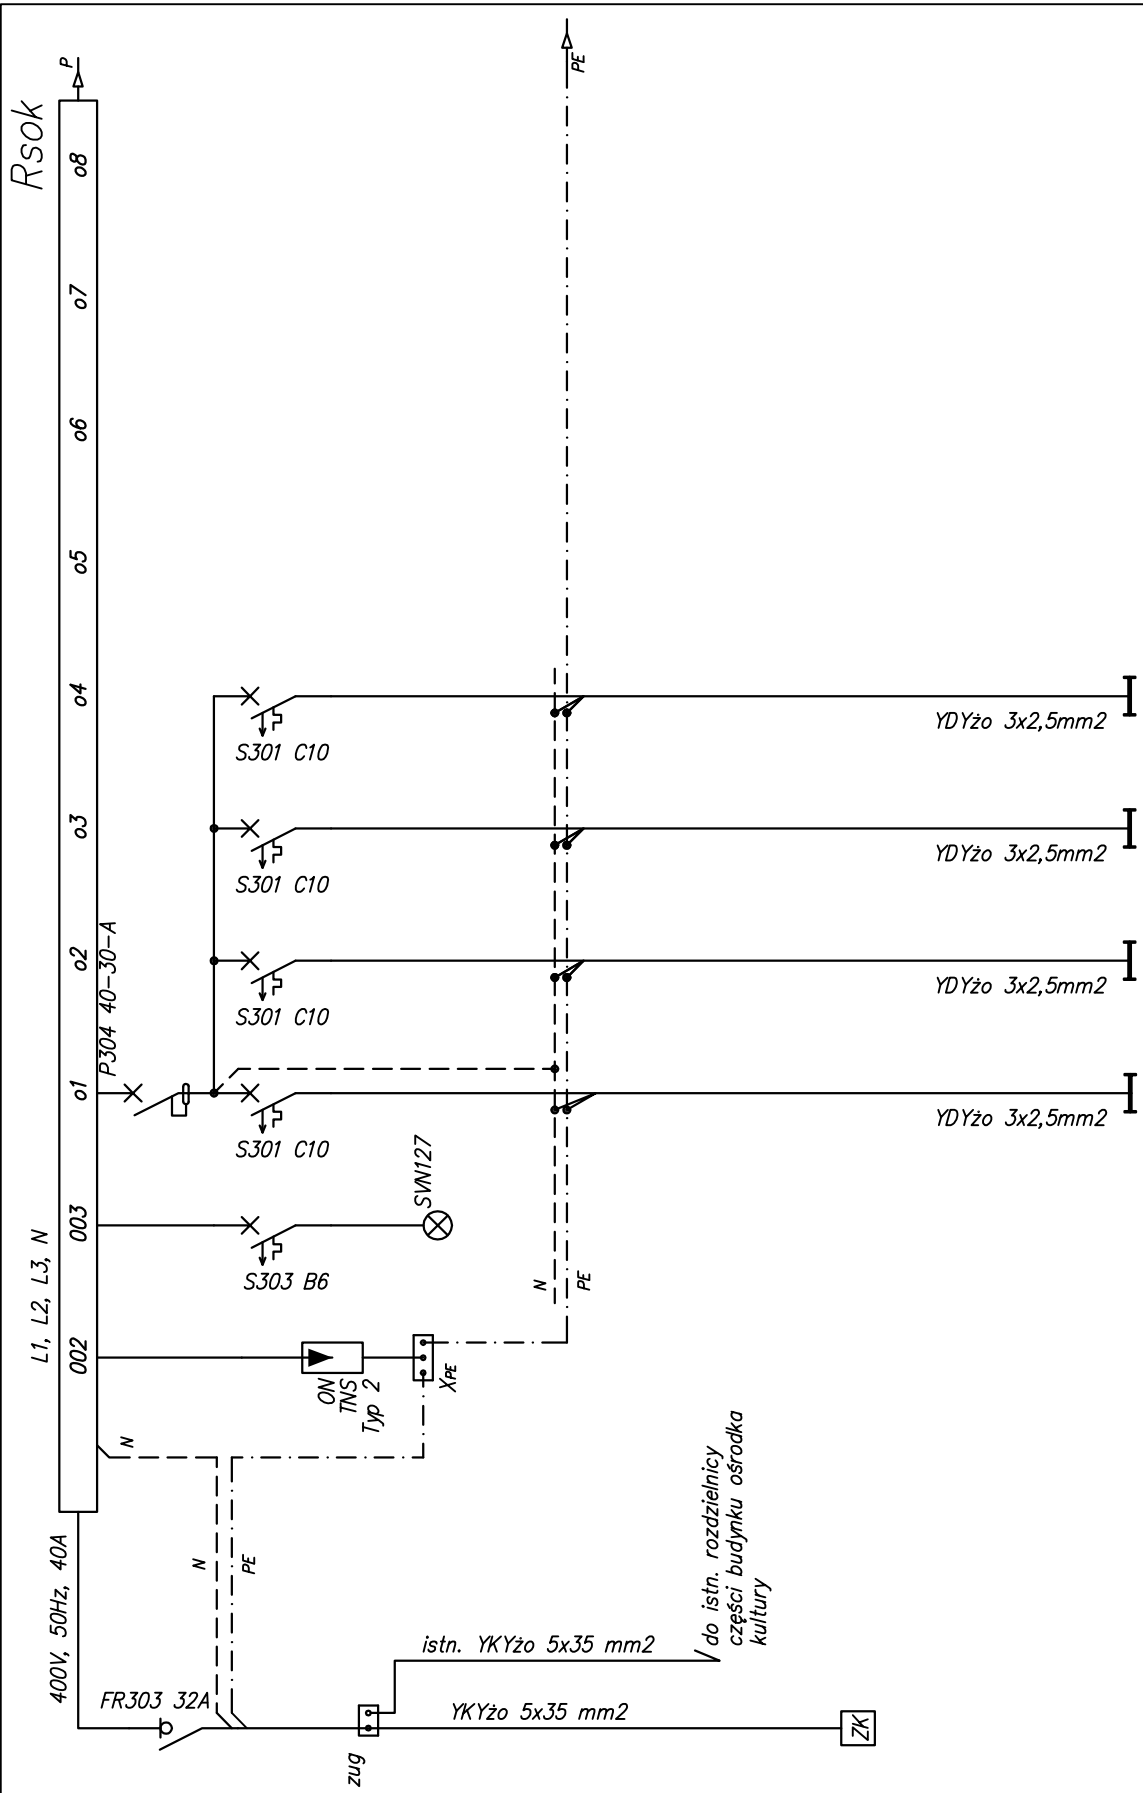 Rsok
P
PE
o8
o7
o6
o5
o4
o3
o2
o1
003
002
L1, L2, L3, N
400V, 50Hz, 40A
P304 40-30-A
S301 C10
YDYżo 3x2,5mm2
S301 C10
YDYżo 3x2,5mm2
S301 C10
YDYżo 3x2,5mm2
S301 C10
YDYżo 3x2,5mm2
SVN127
S303 B6
N
PE
ON
TNS
Typ 2
XPE
N
N
PE
FR303 32A
zug
istn. YKYżo 5x35 mm2
YKYżo 5x35 mm2
do istn. rozdzielnicy
części budynku ośrodka
kultury
ZK